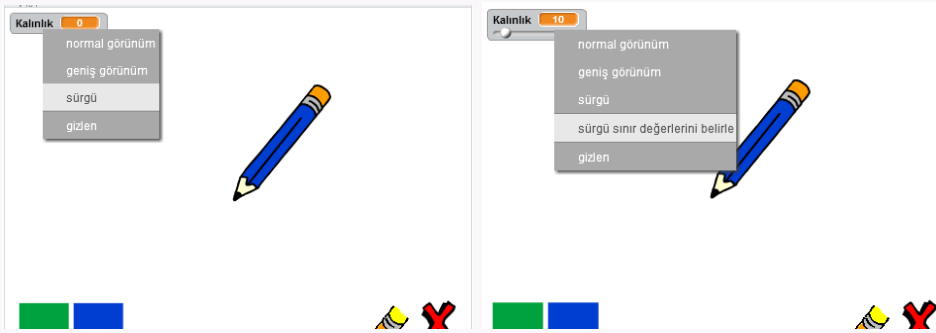 Kalınlık 0
normal görünüm
geniş görünüm
sürgü
gizlen
Kalınlık 10
normal görünüm
geniş görünüm
sürgü
sürgü sınır değerlerini belirle
gizlen